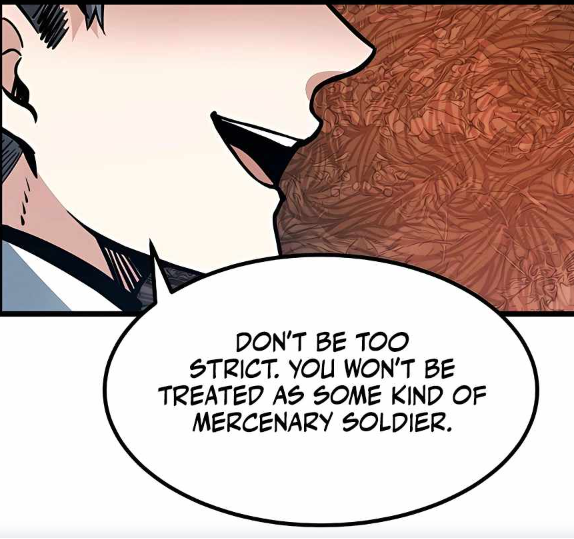 DON'T BE TOO
STRICT. YOU WON'T BE
TREATED AS SOME KIND OF
MERCENARY SOLDIER.